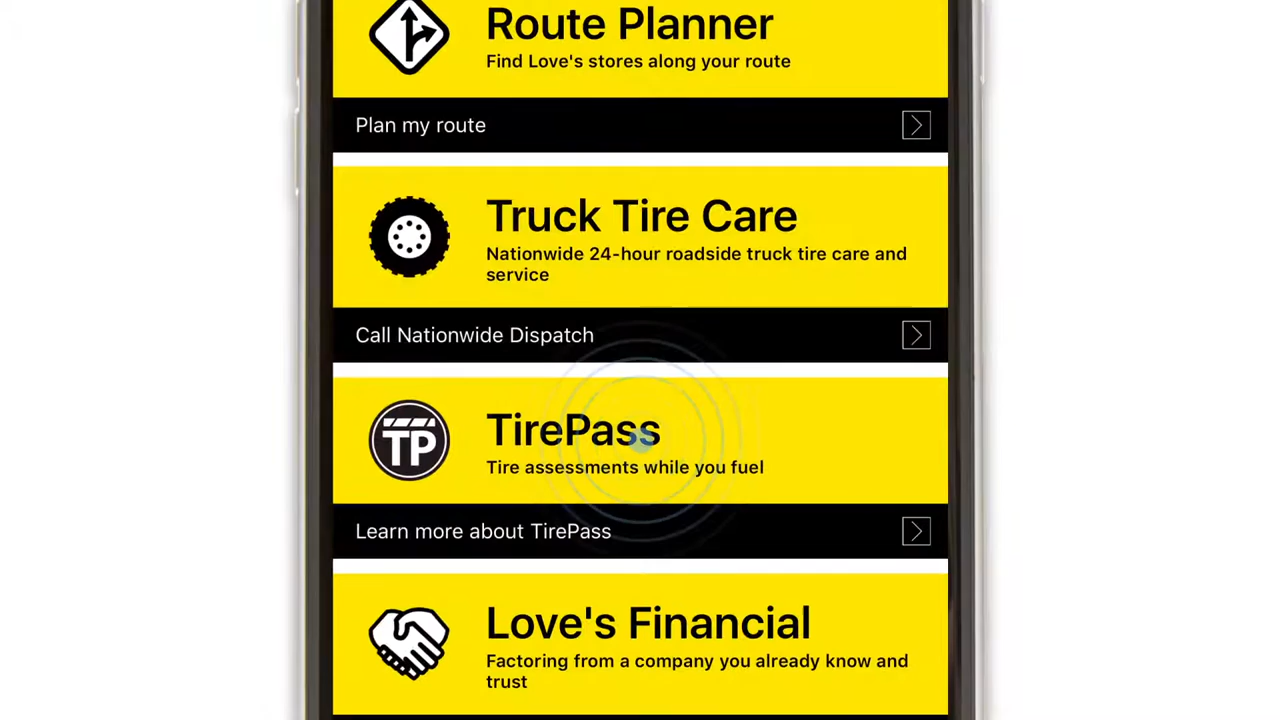 Route Planner
Find Love's stores along your route
Plan my route
Truck Tire Care
Nationwide 24-hour roadside truck tire care and
service
Call Nationwide Dispatch
TP
TirePass
Tire assessments while you fuel
Learn more about TirePass
Love's Financial
Factoring from a company you already know and
trust